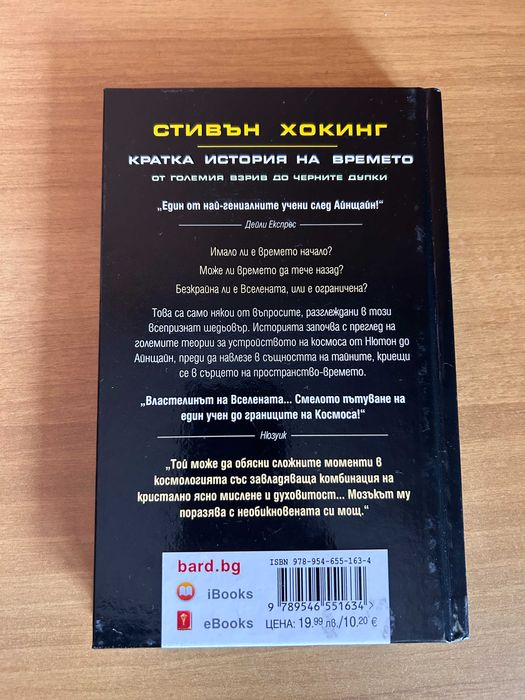 СТИВЪН ХОКИНГ
КРАТКА ИСТОРИЯ НА ВРЕМЕТО
ОТ ГОЛЕМИЯ ВЗРИВ ДО ЧЕРНИТЕ ДУПКИ
„Един от най-гениалните учени след Айнщайн!“
Дейли Експрес
Имало ли е времето начало?
Може ли времето да тече назад?
Безкрайна ли е Вселената, или е ограничена?
Това са само някои от въпросите, разглеждани в този
всепризнат шедьовър. Историята започва с преглед на
големите теории за устройството на космоса от Нютон до
Айнщайн, преди да навлезе в същността на тайните, криещи
се в сърцето на пространство-времето.
„Властелинът на Вселената... Смелото пътуване на
един учен до границите на Космоса!“
Нюзуик
„Той може да обясни сложните моменти в
космологията със завладяваща комбинация на
кристално ясно мислене и духовитост... Мозъкът му
поразява с необикновената си мощ.“
bard.bg
iBooks
eBooks
ISBN 978-954-655-163-4
9 789546 551634 >
ЦЕНА: 19.99 лв./10,20 €